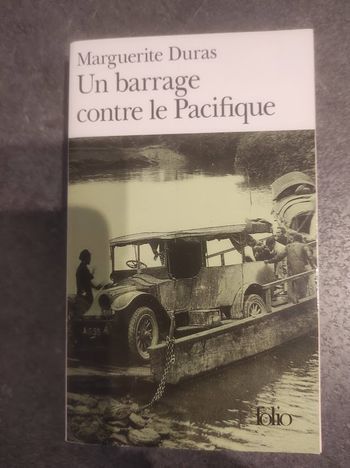 Marguerite Duras
Un barrage
contre le Pacifique
folio